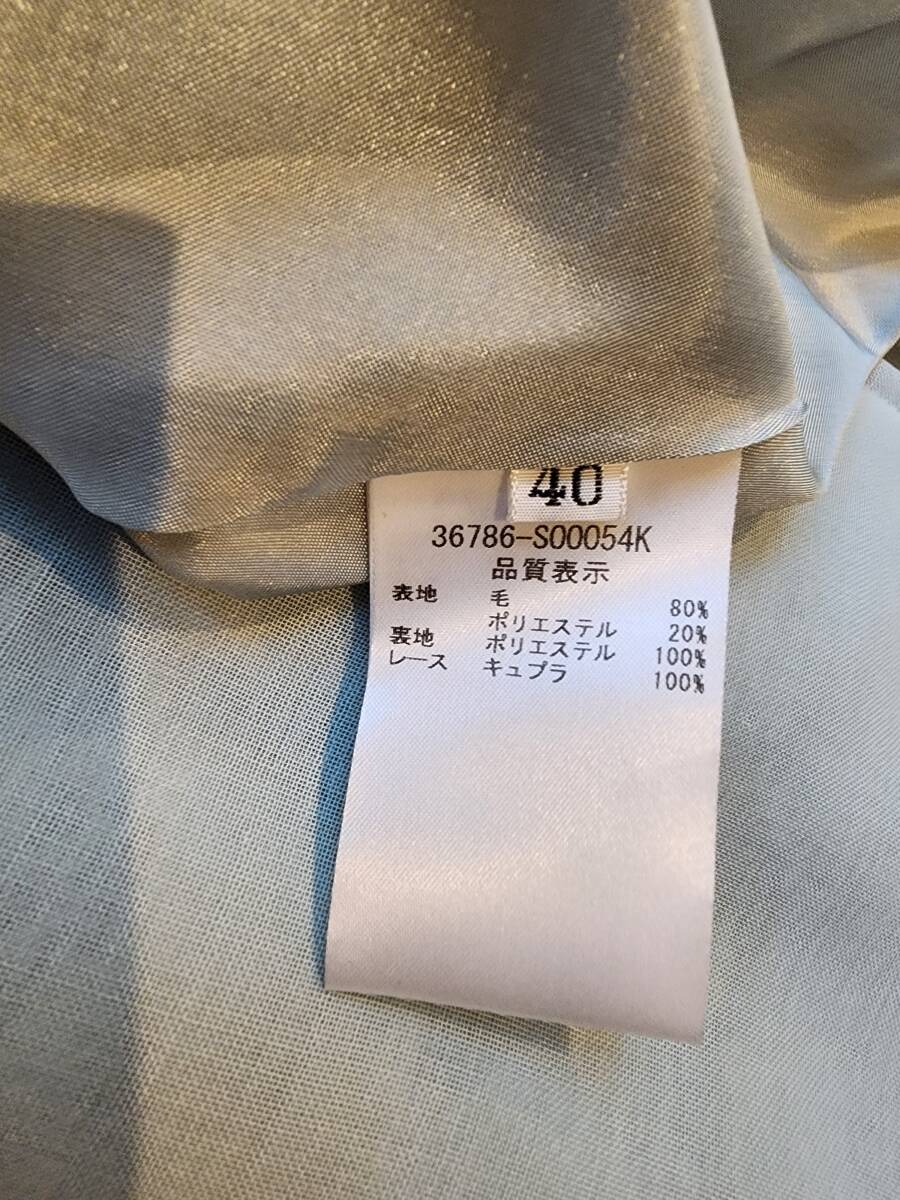 40
36786-S00054K
品質表示
表地 毛 80%
ポリエステル 20%
裏地 ポリエステル 100%
レース キュプラ 100%